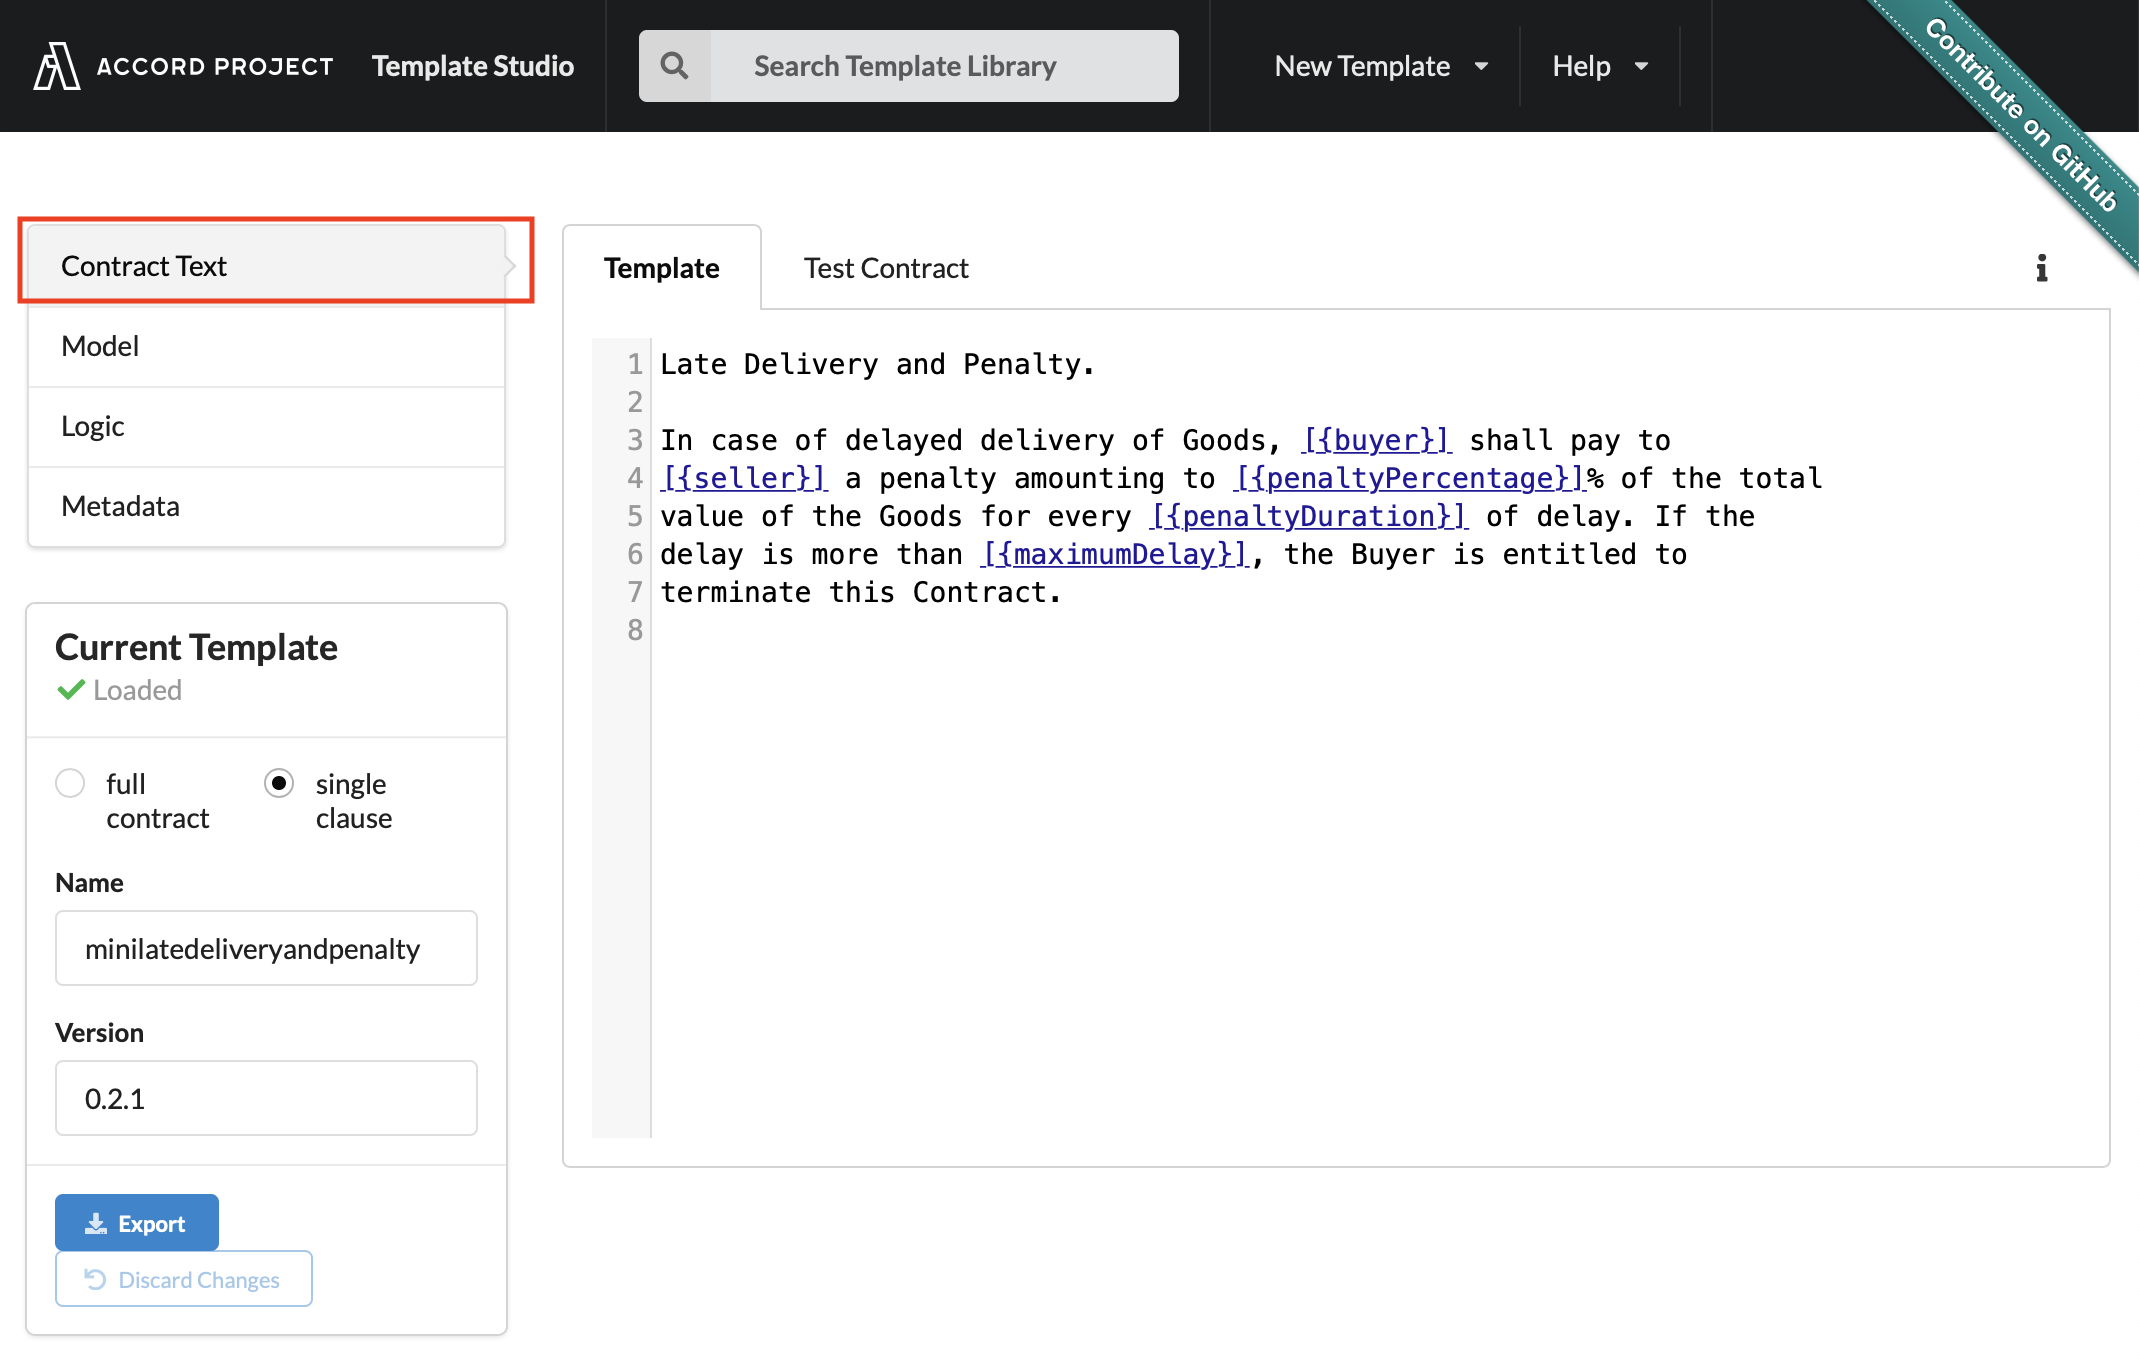 ACCORD PROJECT
Template Studio
Search Template Library
New Template
Help
Contribute on GitHub
Contract Text
Model
Logic
Metadata
Current Template
Loaded
full contract
single clause
Name
minilatedeliveryandpenalty
Version
0.2.1
Export
Discard Changes
Template
Test Contract
1 Late Delivery and Penalty.
2
3 In case of delayed delivery of Goods, [{buyer}] shall pay to
4 [{seller}] a penalty amounting to [{penaltyPercentage}]% of the total
5 value of the Goods for every [{penaltyDuration}] of delay. If the
6 delay is more than [{maximumDelay}], the Buyer is entitled to
7 terminate this Contract.
8